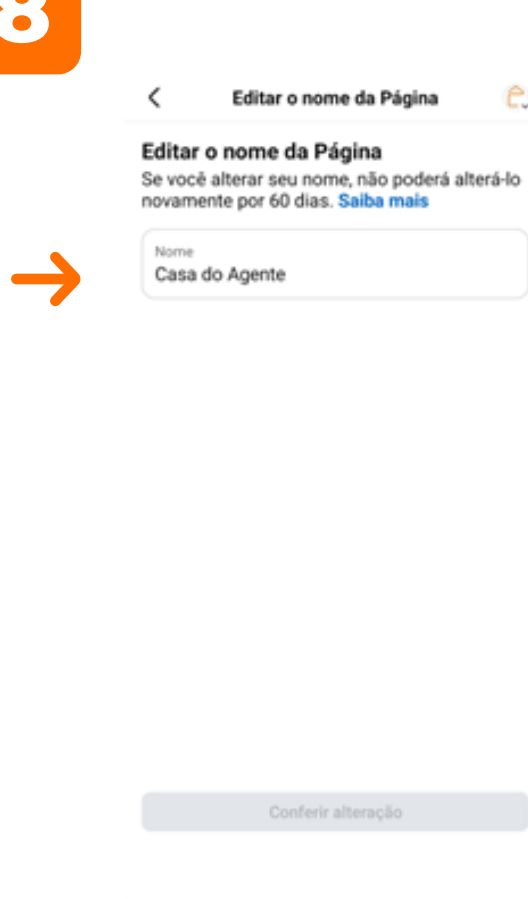 8
Editar o nome da Página
Editar o nome da Página
Se você alterar seu nome, não poderá alterá-lo
novamente por 60 dias. Saiba mais
Nome
Casa do Agente
Conferir alteração